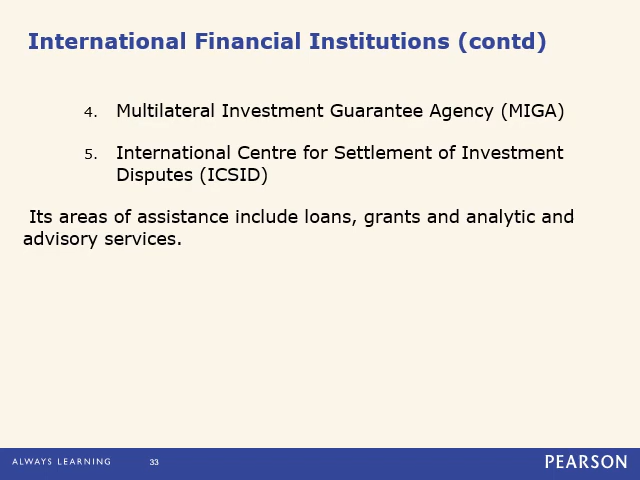 International Financial Institutions (contd)
4. Multilateral Investment Guarantee Agency (MIGA)
5. International Centre for Settlement of Investment
Disputes (ICSID)
Its areas of assistance include loans, grants and analytic and
advisory services.
ALWAYS LEARNING 33 PEARSON